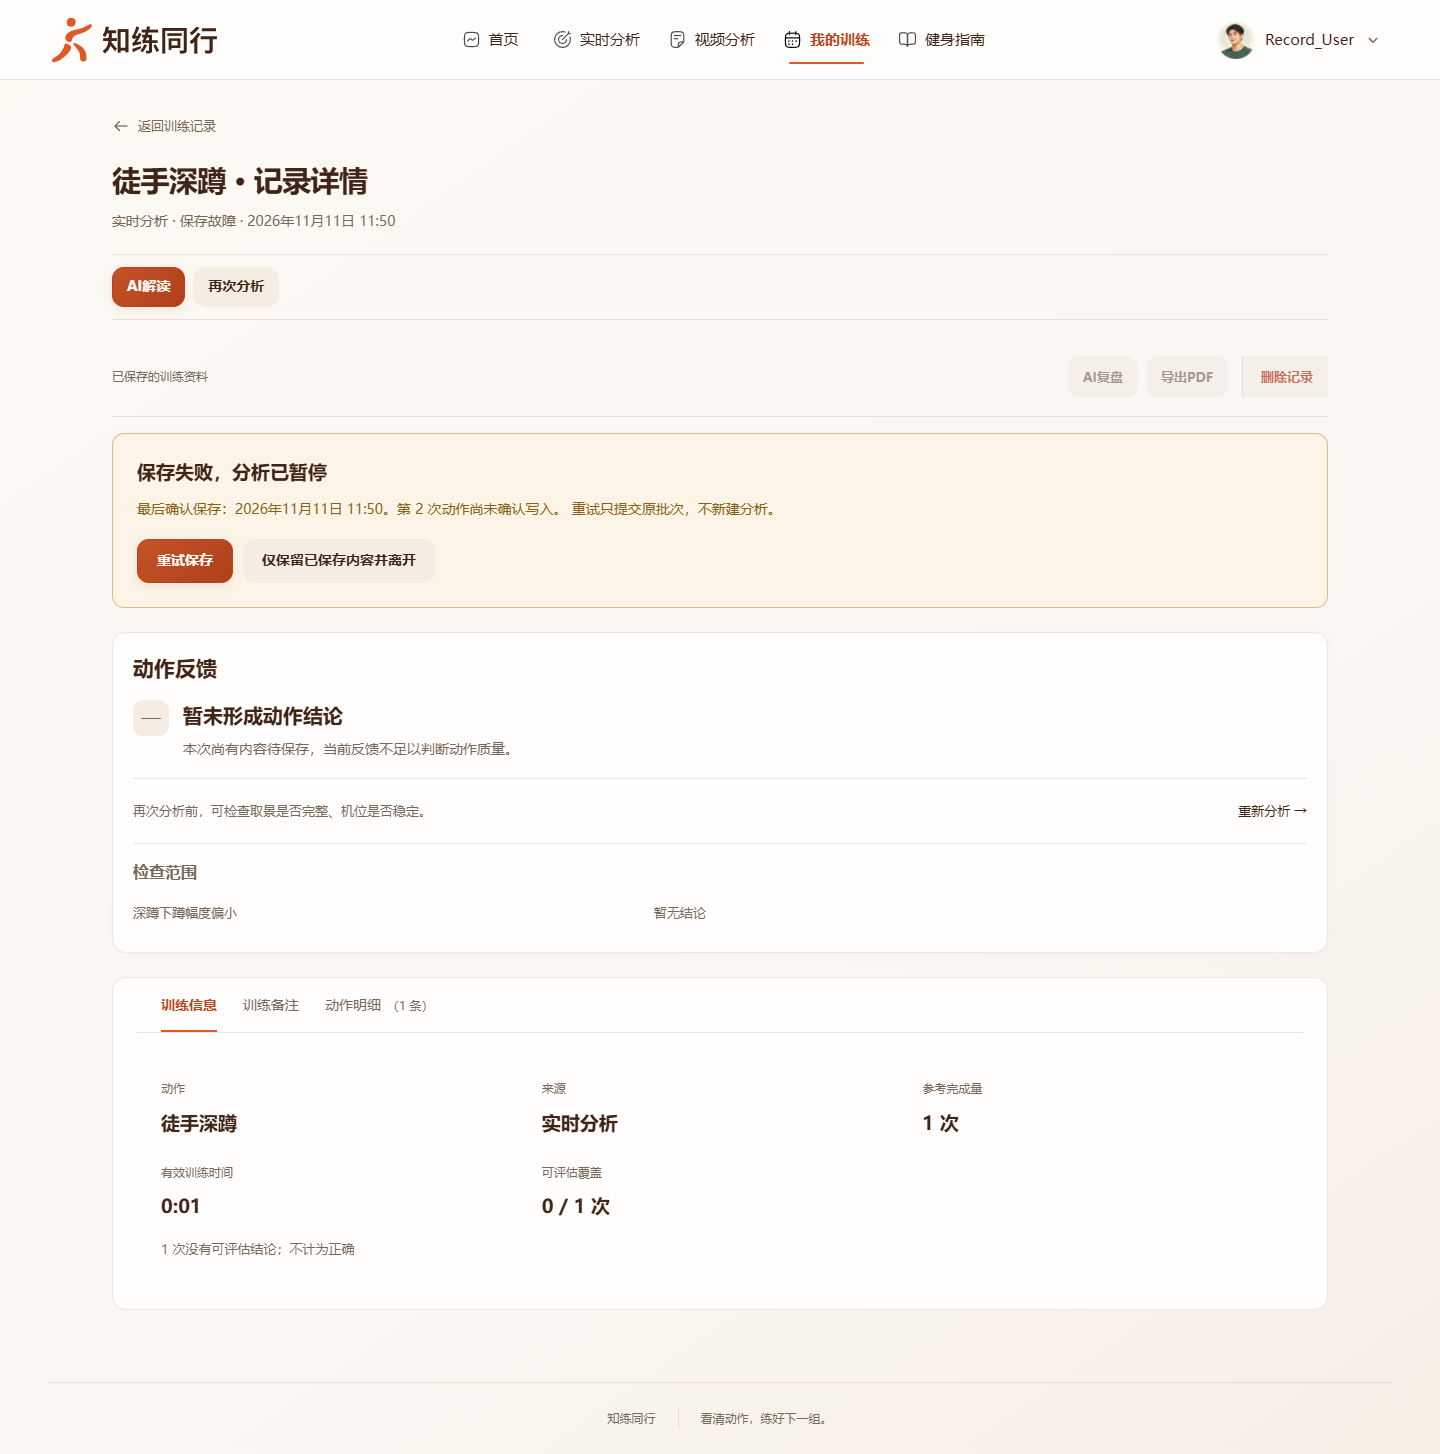 知练同行
首页
实时分析
视频分析
我的训练
健身指南
Record_User
← 返回训练记录
徒手深蹲 · 记录详情
实时分析 · 保存故障 · 2026年11月11日 11:50
AI解读
再次分析
已保存的训练资料
AI复盘
导出PDF
删除记录
保存失败，分析已暂停
最后确认保存：2026年11月11日 11:50。第 2 次动作尚未确认写入。 重试只提交原批次，不新建分析。
重试保存
仅保留已保存内容并离开
动作反馈
暂未形成动作结论
本次尚有内容待保存，当前反馈不足以判断动作质量。
再次分析前，可检查取景是否完整、机位是否稳定。
重新分析 →
检查范围
深蹲下蹲幅度偏小
暂无结论
训练信息
训练备注
动作明细 （1 条）
动作
来源
参考完成量
徒手深蹲
实时分析
1 次
有效训练时间
可评估覆盖
0:01
0 / 1 次
1 次没有可评估结论；不计为正确
知练同行
看清动作，练好下一组。